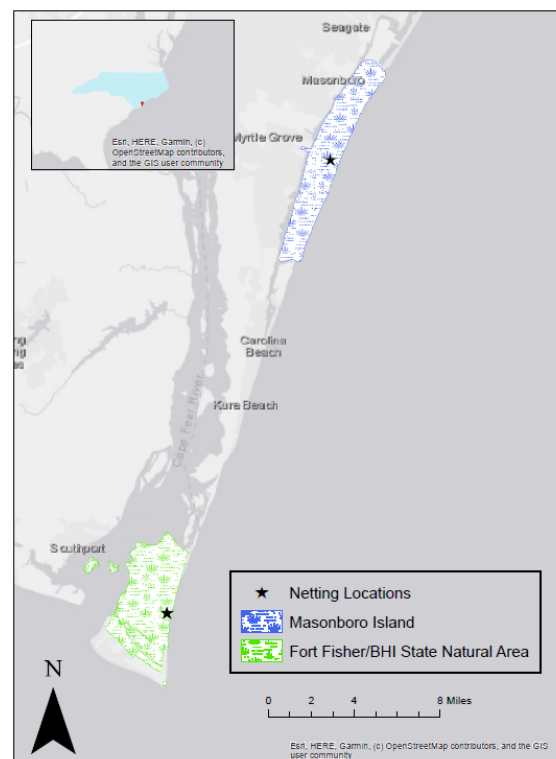 Seagate
Masonboro
Myrtle Grove
Esri, HERE, Garmin, (c)
OpenStreetMap contributors,
and the GIS user community
Carolina
Beach
Kure Beach
Cape Fear River
Southport
N
Netting Locations
Masonboro Island
Fort Fisher/BHI State Natural Area
0 2 4 8 Miles
Esri, HERE, Garmin, (c) OpenStreetMap contributors, and the GIS
user community